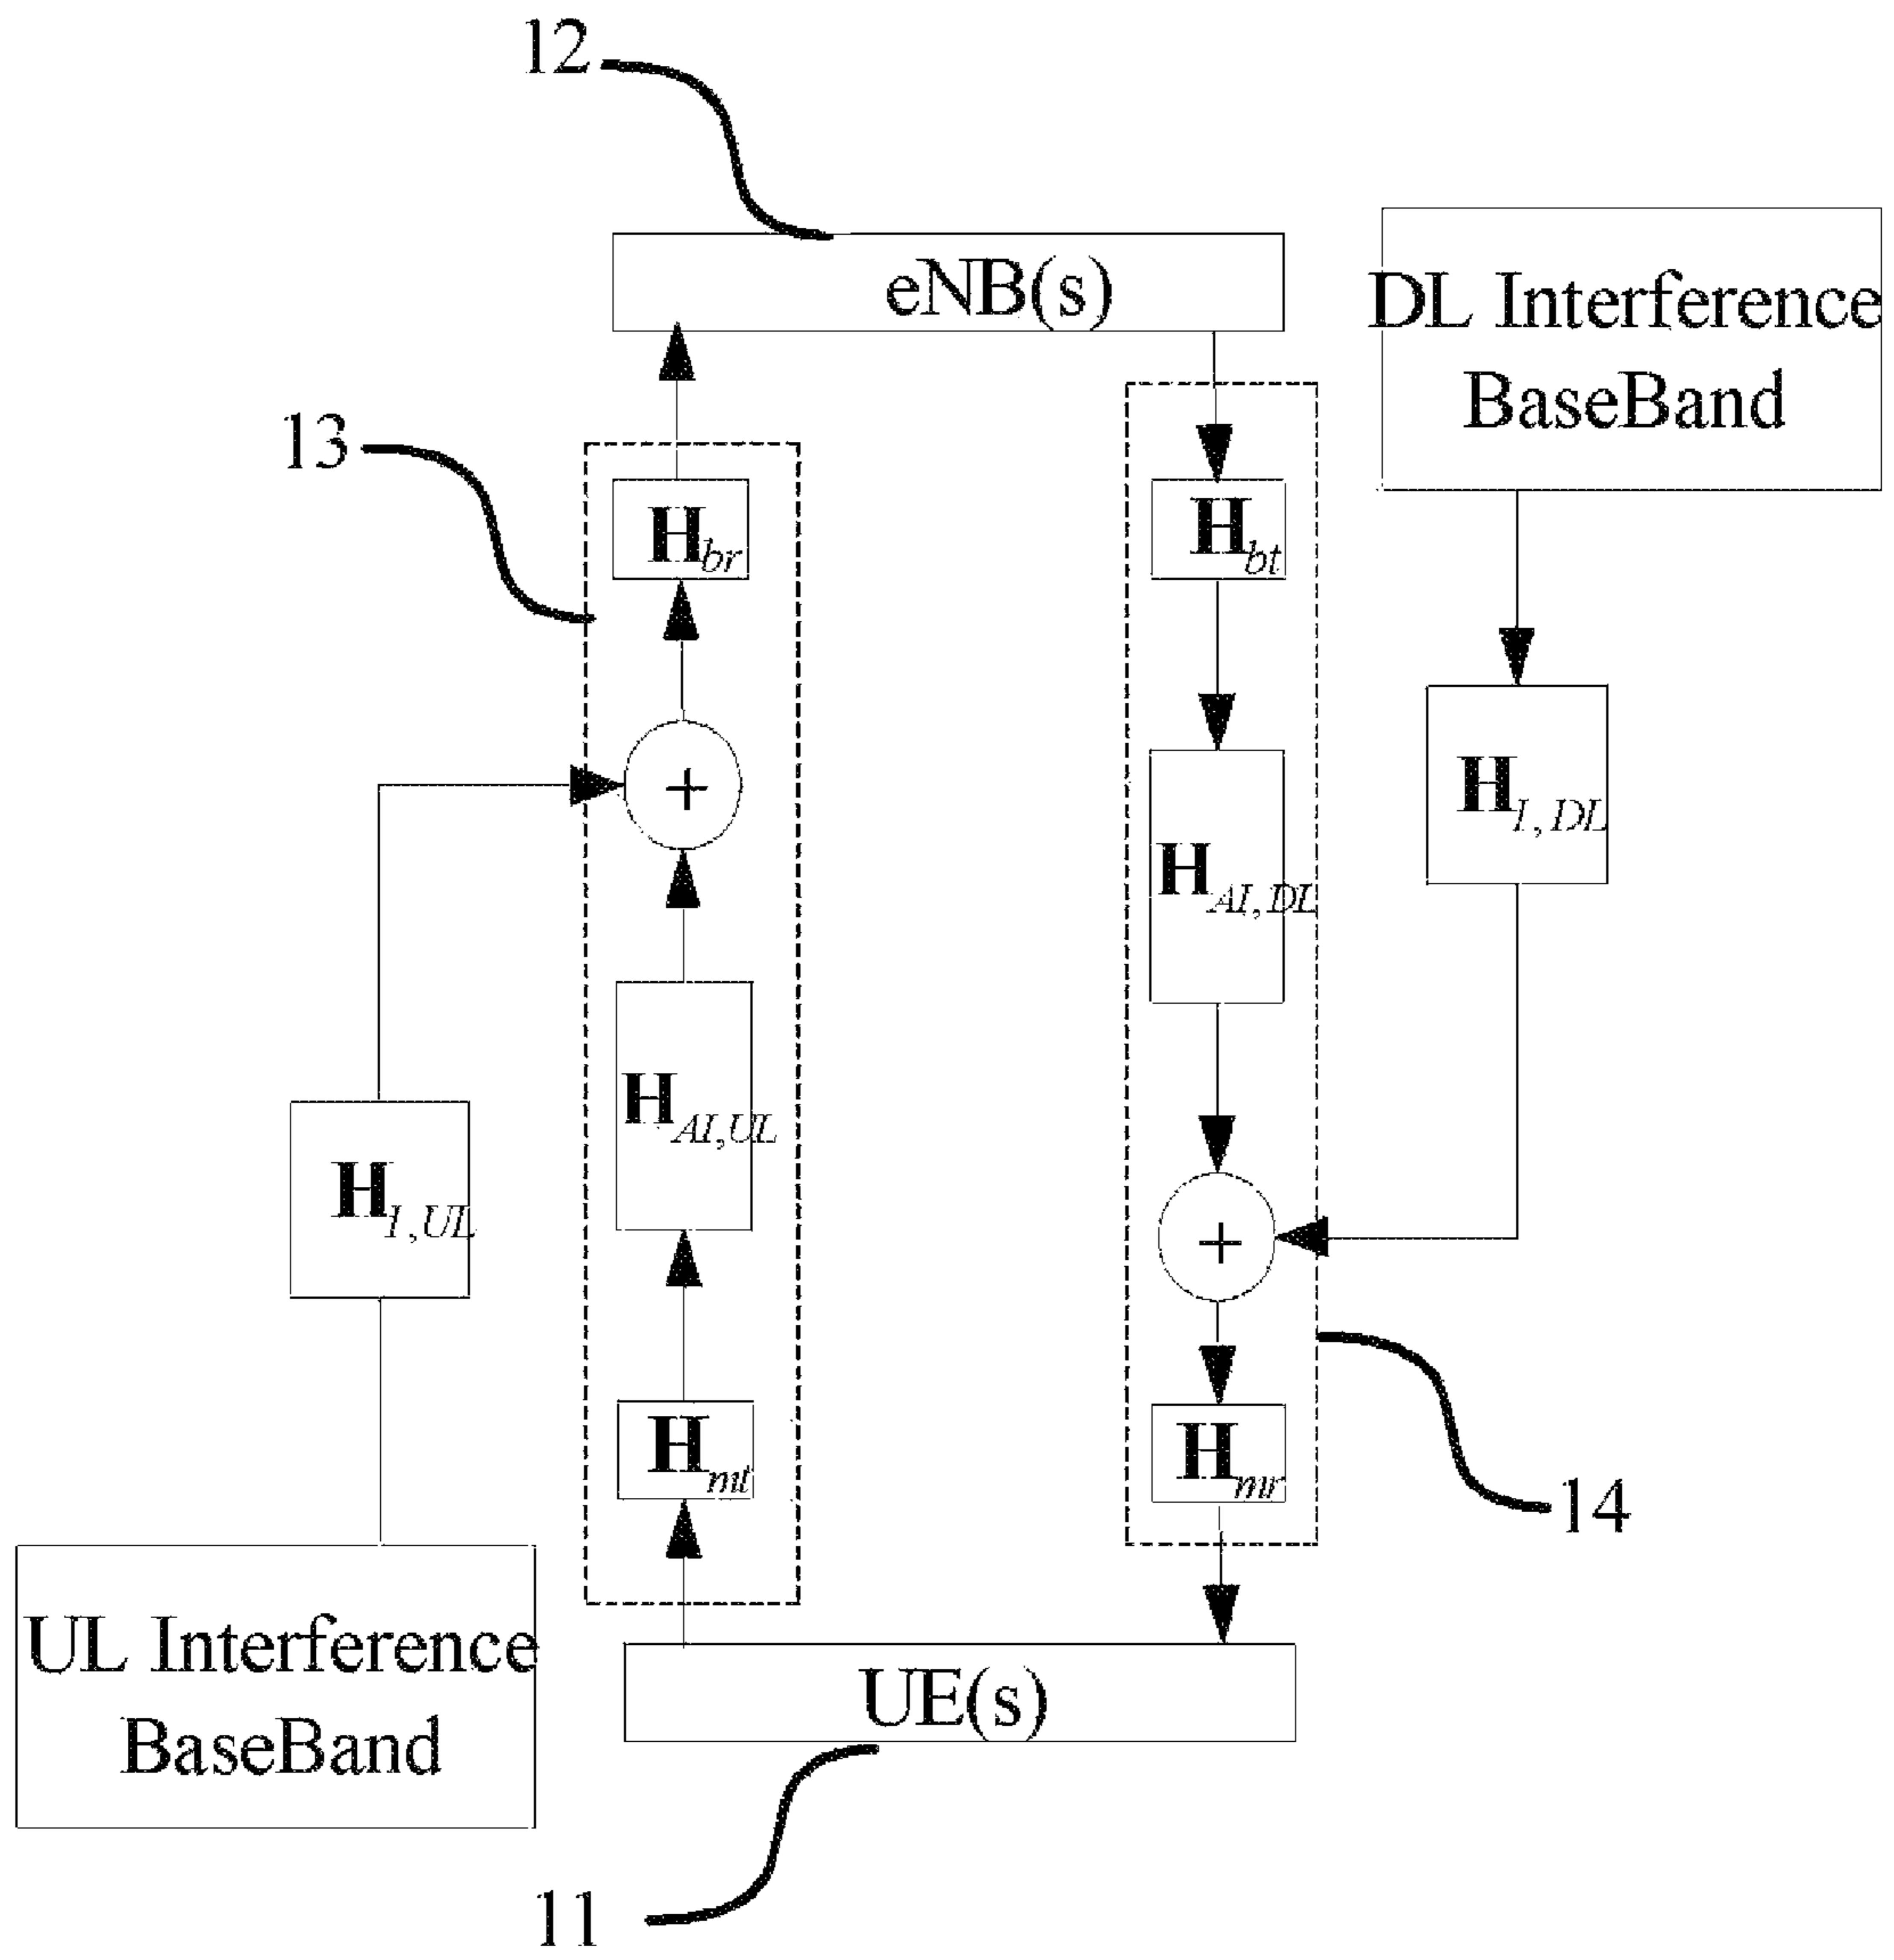 12
eNB(s)
DL Interference
BaseBand
13
H_br
H_bt
+
H_I,DL
H_AI,DL
H_AI,UL
H_I,UL
+
H_mt
H_mr
14
UL Interference
BaseBand
UE(s)
11